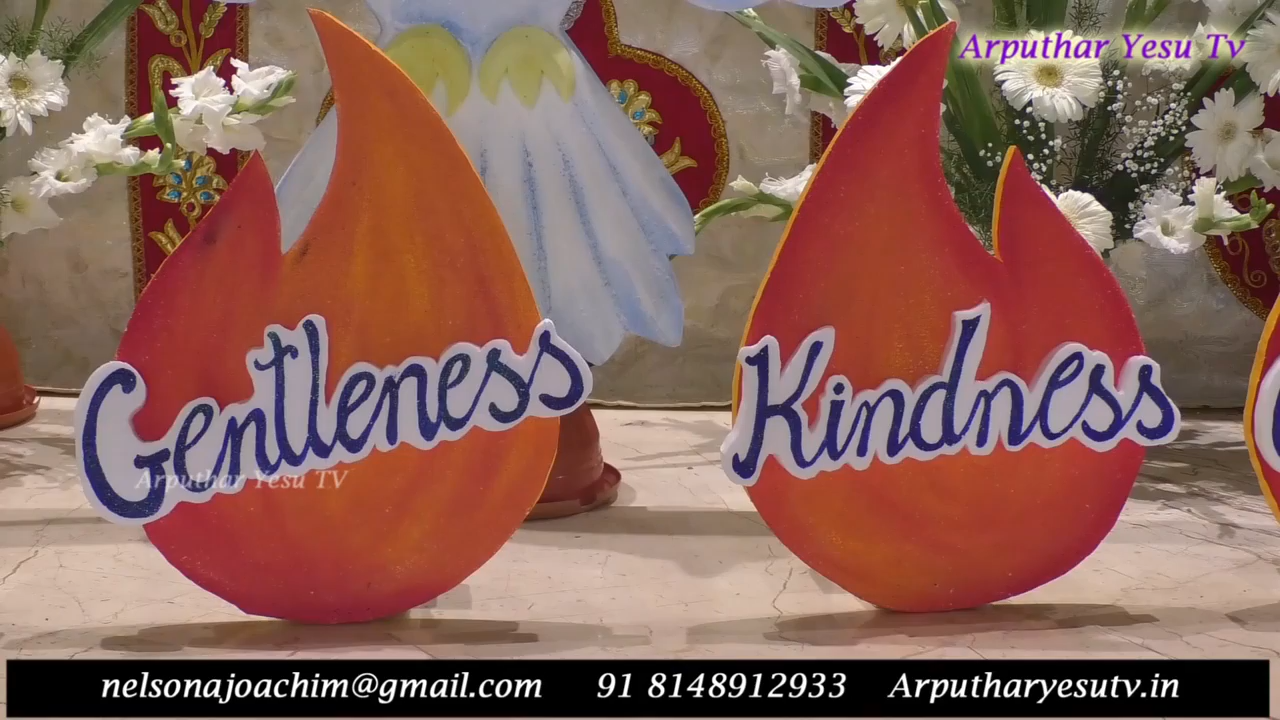 Arputhar Yesu Tv
Gentleness
Kindness
Arputhar Yesu TV
nelsonajoachim@gmail.com 91 8148912933 Arputharyesutv.in